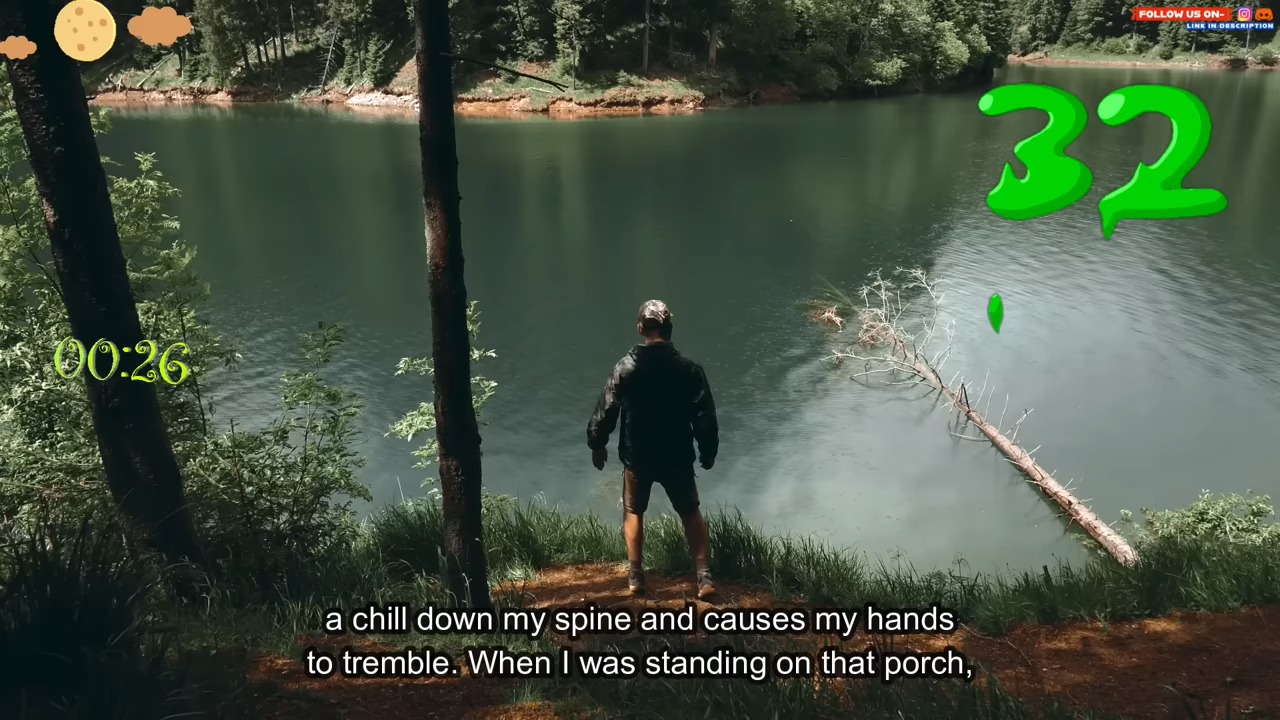 FOLLOW US ON-
LINK IN DESCRIPTION
32
00:26
a chill down my spine and causes my hands
to tremble. When I was standing on that porch,